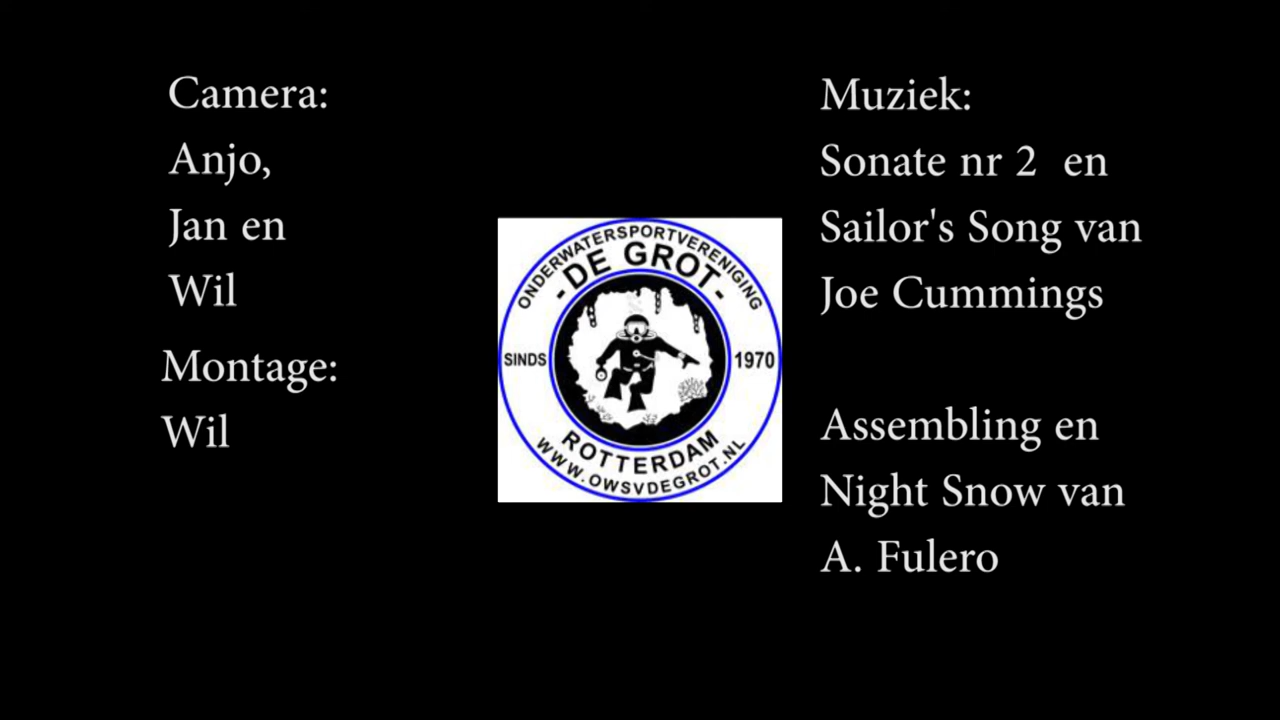 Camera:
Anjo,
Jan en
Wil
Montage:
Wil
ONDERWATERSPORTVERENIGING
- DE GROT -
SINDS
1970
ROTTERDAM
WWW.OWSVDEGROT.NL
Muziek:
Sonate nr 2 en
Sailor's Song van
Joe Cummings
Assembling en
Night Snow van
A. Fulero